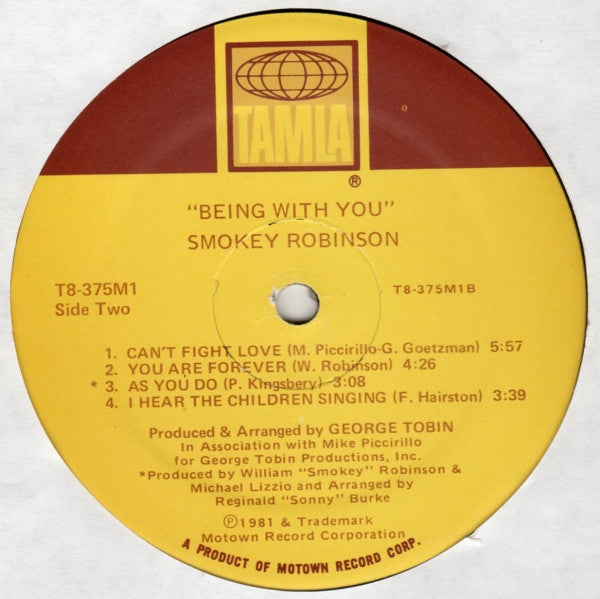 TAMLA
®
"BEING WITH YOU"
SMOKEY ROBINSON
T8-375M1
Side Two
T8-375M1B
1. CAN'T FIGHT LOVE (M. Piccirillo-G. Goetzman) 5:57
2. YOU ARE FOREVER (W. Robinson) 4:26
* 3. AS YOU DO (P. Kingsbery) 3:08
4. I HEAR THE CHILDREN SINGING (F. Hairston) 3:39
Produced & Arranged by GEORGE TOBIN
In Association with Mike Piccirillo
for George Tobin Productions, Inc.
*Produced by William "Smokey" Robinson &
Michael Lizzio and Arranged by
Reginald "Sonny" Burke
℗1981 & Trademark
Motown Record Corporation
A PRODUCT OF MOTOWN RECORD CORP.